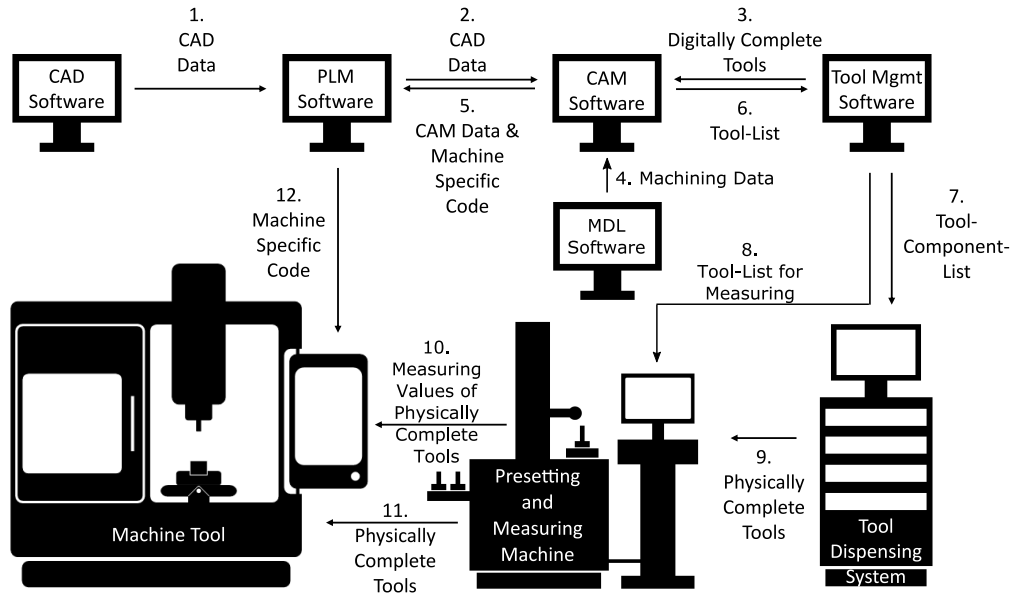 1.
CAD
Data
2.
CAD
Data
3.
Digitally Complete
Tools
CAD
Software
PLM
Software
CAM
Software
Tool Mgmt
Software
5.
CAM Data &
Machine
Specific
Code
6.
Tool-List
4. Machining Data
MDL
Software
7.
Tool-
Component-
List
8.
Tool-List for
Measuring
12.
Machine
Specific
Code
10.
Measuring
Values of
Physically
Complete
Tools
9.
Physically
Complete
Tools
11.
Physically
Complete
Tools
Machine Tool
Presetting
and
Measuring
Machine
Tool
Dispensing
System